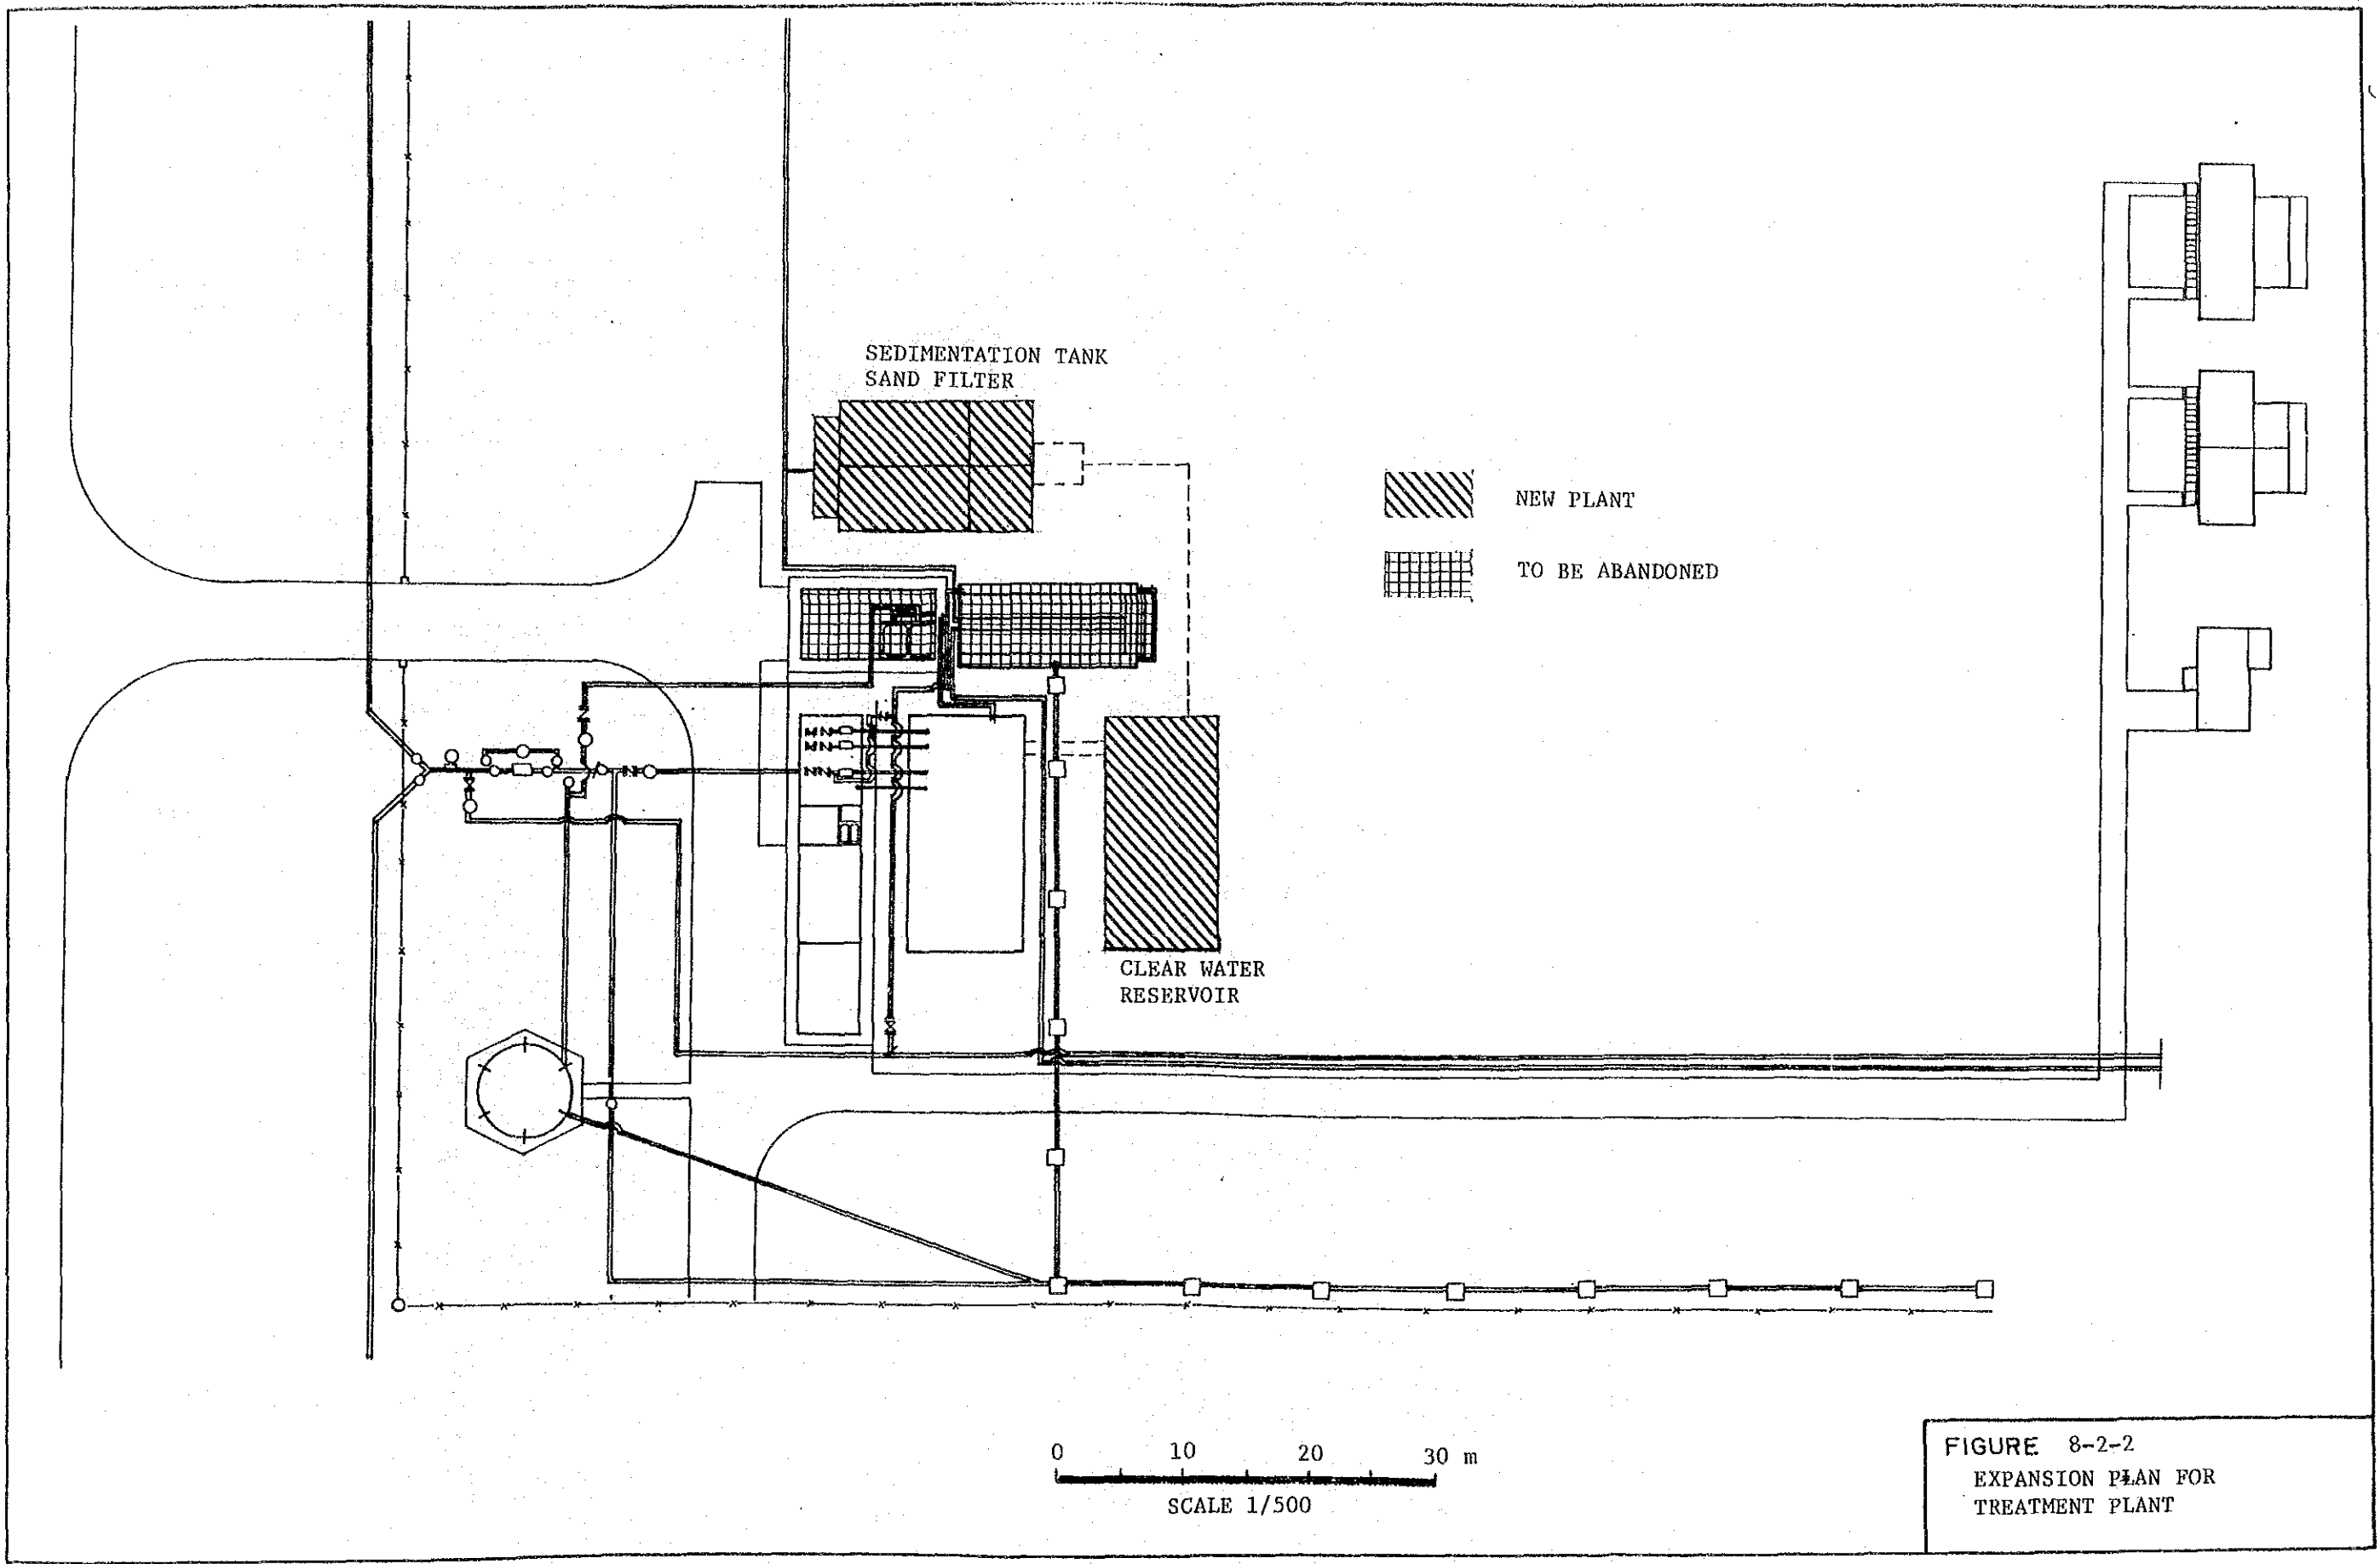 SEDIMENTATION TANK
SAND FILTER
NEW PLANT
TO BE ABANDONED
CLEAR WATER
RESERVOIR
0 10 20 30 m
SCALE 1/500
FIGURE 8-2-2
EXPANSION PLAN FOR
TREATMENT PLANT